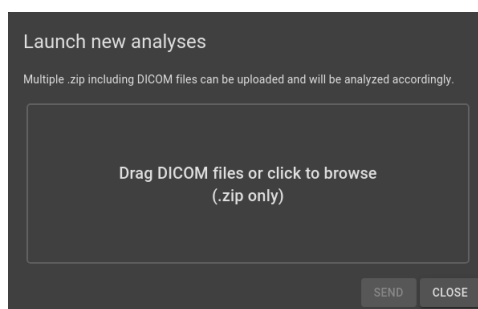 Launch new analyses
Multiple .zip including DICOM files can be uploaded and will be analyzed accordingly.
Drag DICOM files or click to browse
(.zip only)
SEND CLOSE